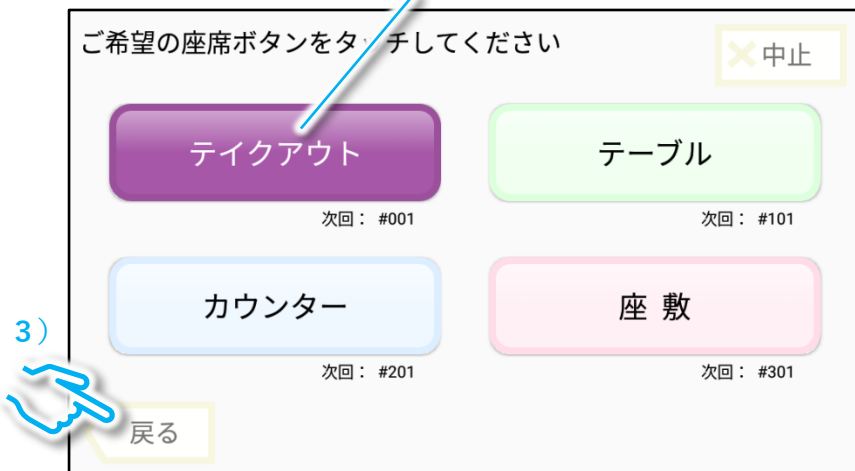 ご希望の座席ボタンをタッチしてください
中止
テイクアウト
テーブル
次回： #001
次回： #101
カウンター
座 敷
3）
次回： #201
次回： #301
戻る